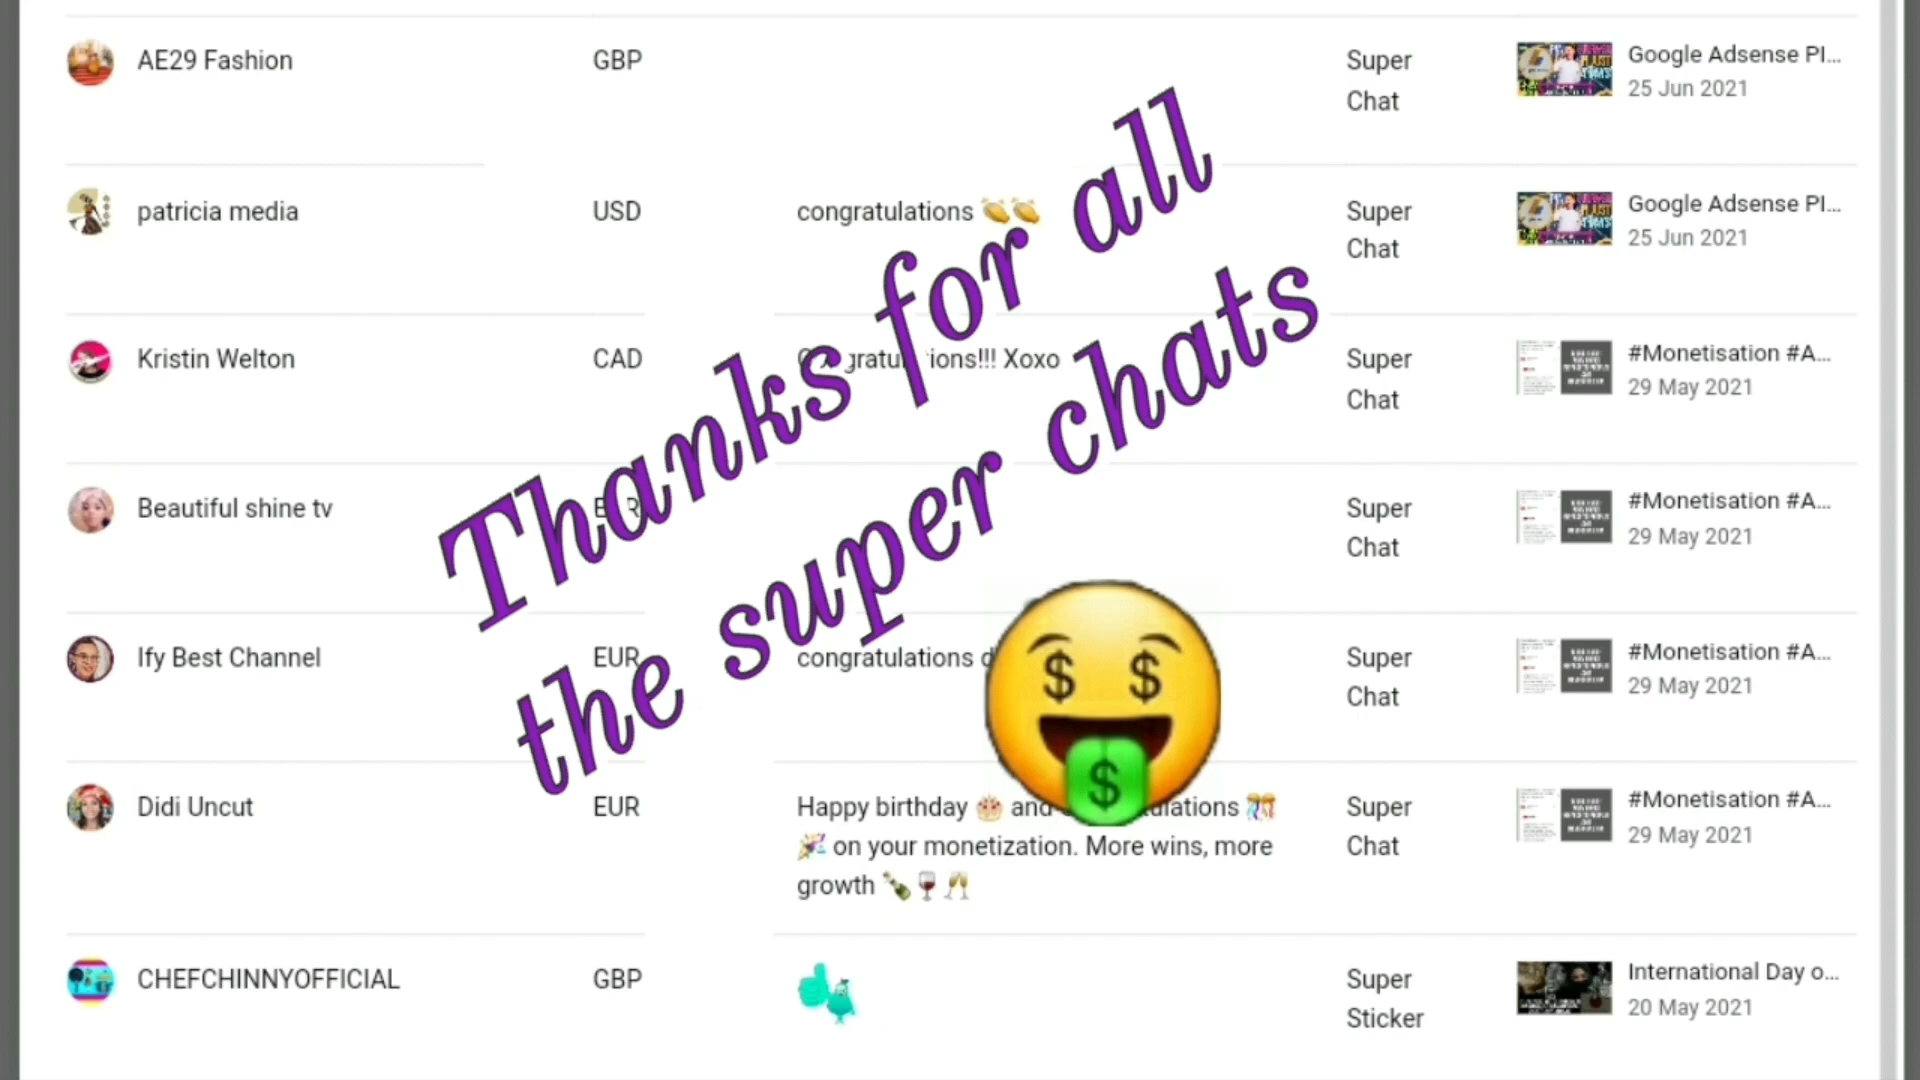 AE29 Fashion GBP Super Chat Google Adsense PI...
25 Jun 2021
patricia media USD congratulations 👏👏 Super Chat Google Adsense PI...
25 Jun 2021
Kristin Welton CAD Xoxo Super Chat #Monetisation #A...
29 May 2021
Beautiful shine tv Super Chat #Monetisation #A...
29 May 2021
Ify Best Channel EUR congratulations Super Chat #Monetisation #A...
29 May 2021
Didi Uncut EUR Happy birthday 🎂 and 🎊
🎉 on your monetization. More wins, more
growth 🍾🍷🥂
Super Chat #Monetisation #A...
29 May 2021
CHEFCHINNYOFFICIAL GBP Super Sticker International Day o...
20 May 2021
Thanks for all
the super chats